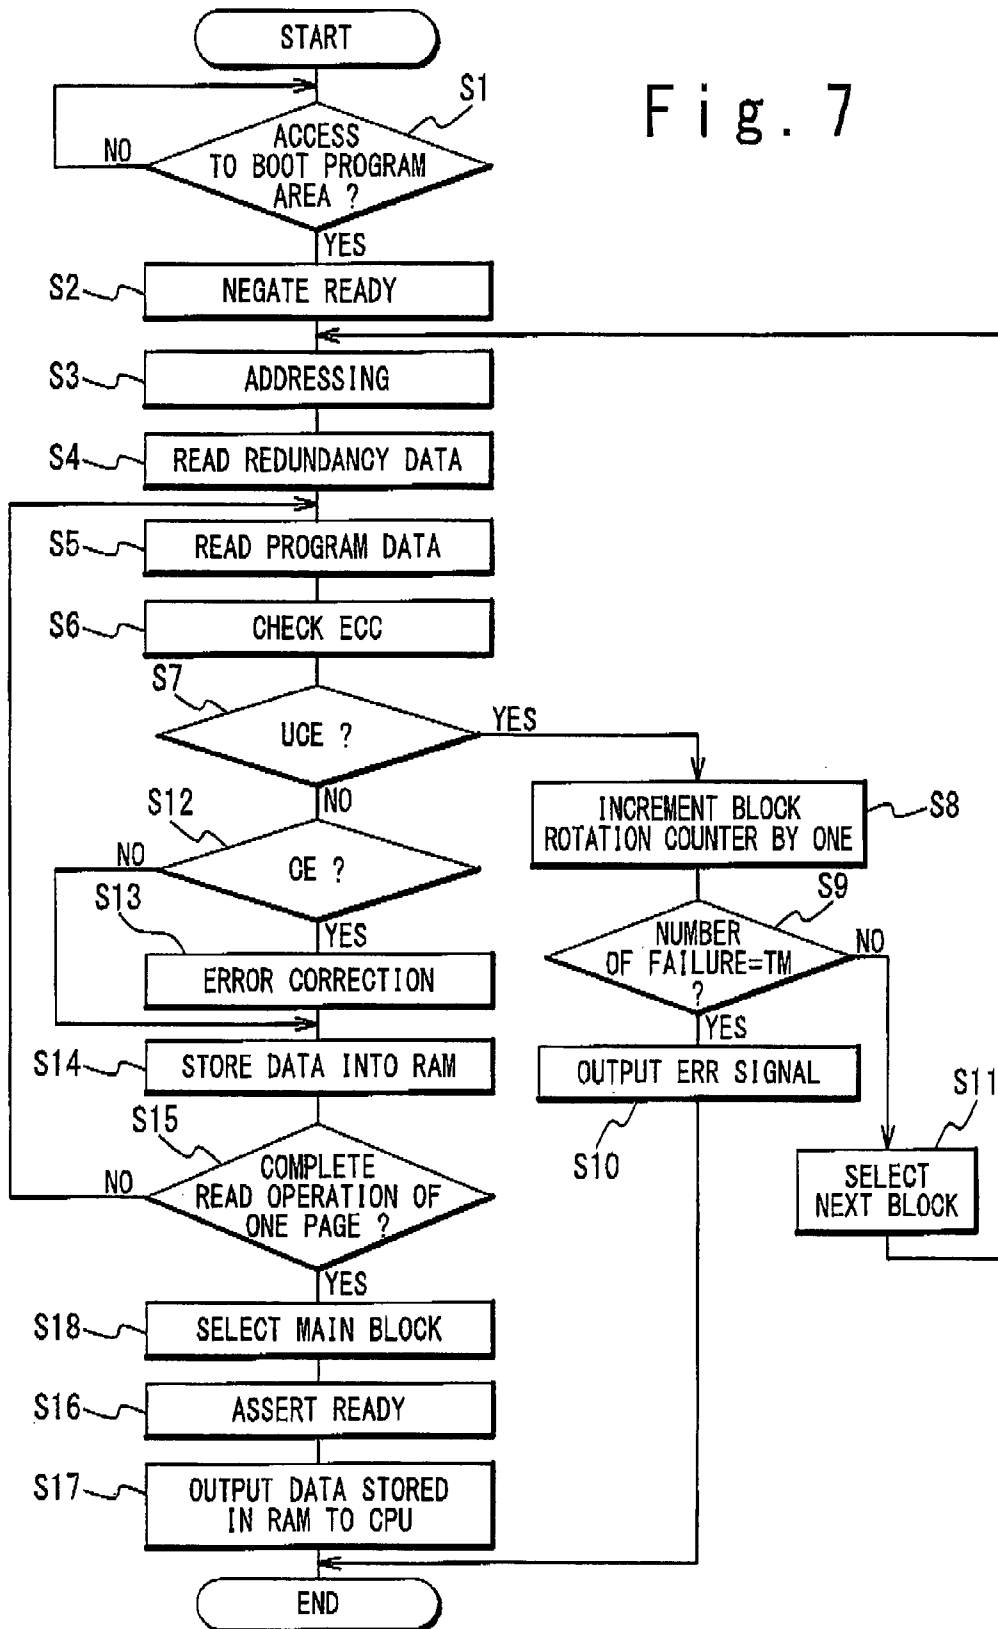 START
Fig. 7
S1
ACCESS
TO BOOT PROGRAM
AREA ?
NO
YES
S2
NEGATE READY
S3
ADDRESSING
S4
READ REDUNDANCY DATA
S5
READ PROGRAM DATA
S6
CHECK ECC
S7
UCE ?
YES
NO
S8
INCREMENT BLOCK
ROTATION COUNTER BY ONE
S9
NUMBER
OF FAILURE=TM
?
NO
YES
S10
OUTPUT ERR SIGNAL
S11
SELECT
NEXT BLOCK
S12
CE ?
NO
YES
S13
ERROR CORRECTION
S14
STORE DATA INTO RAM
S15
COMPLETE
READ OPERATION OF
ONE PAGE ?
NO
YES
S18
SELECT MAIN BLOCK
S16
ASSERT READY
S17
OUTPUT DATA STORED
IN RAM TO CPU
END